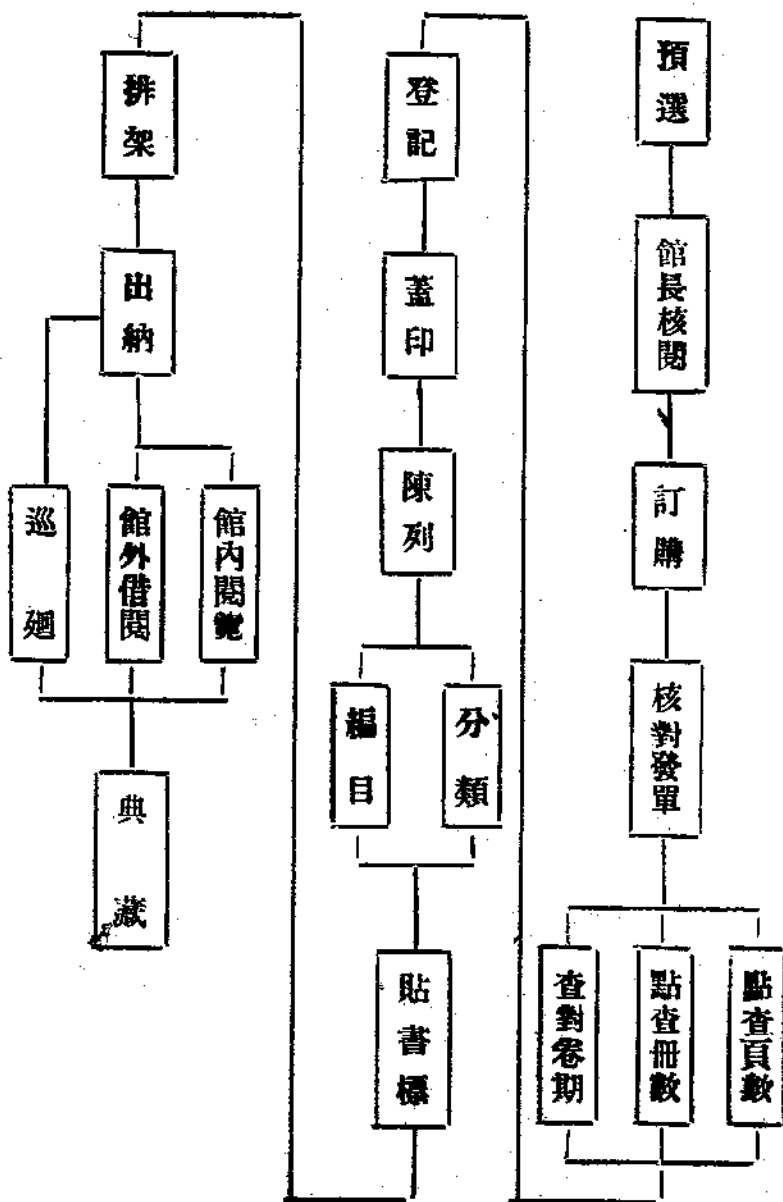 預選
館長核閱
訂購
核對發單
點查頁數
點查冊數
查對卷期
登記
蓋印
陳列
分類
編目
貼書標
排架
出納
館內閱覽
館外借閱
巡廻
典藏